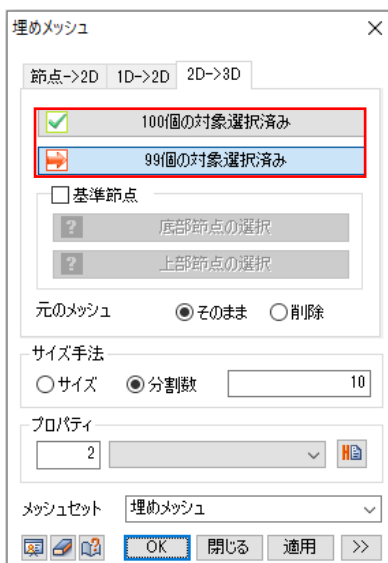 埋めメッシュ
節点->2D 1D->2D 2D->3D
100個の対象選択済み
99個の対象選択済み
基準節点
? 底部節点の選択
? 上部節点の選択
元のメッシュ そのまま 削除
サイズ手法
サイズ 分割数 10
プロパティ
2
メッシュセット 埋めメッシュ
OK 閉じる 適用 >>